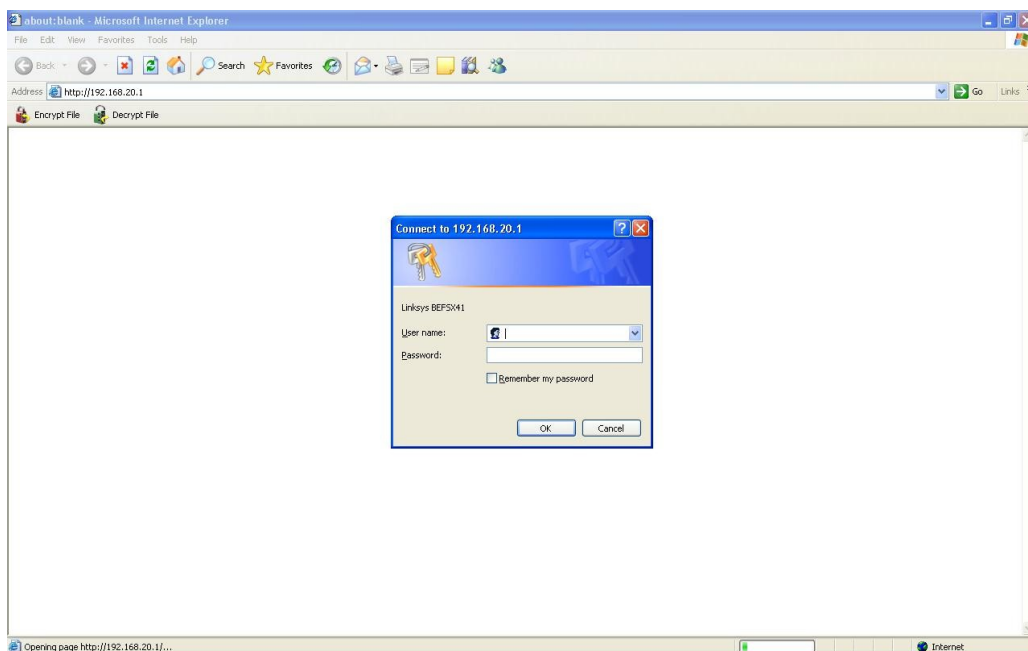 about:blank - Microsoft Internet Explorer
File Edit View Favorites Tools Help
Back Search Favorites
Address http://192.168.20.1 Go Links
Encrypt File Decrypt File
Connect to 192.168.20.1
Linksys BEFSX41
User name:
Password:
Remember my password
OK Cancel
Opening page http://192.168.20.1/... Internet